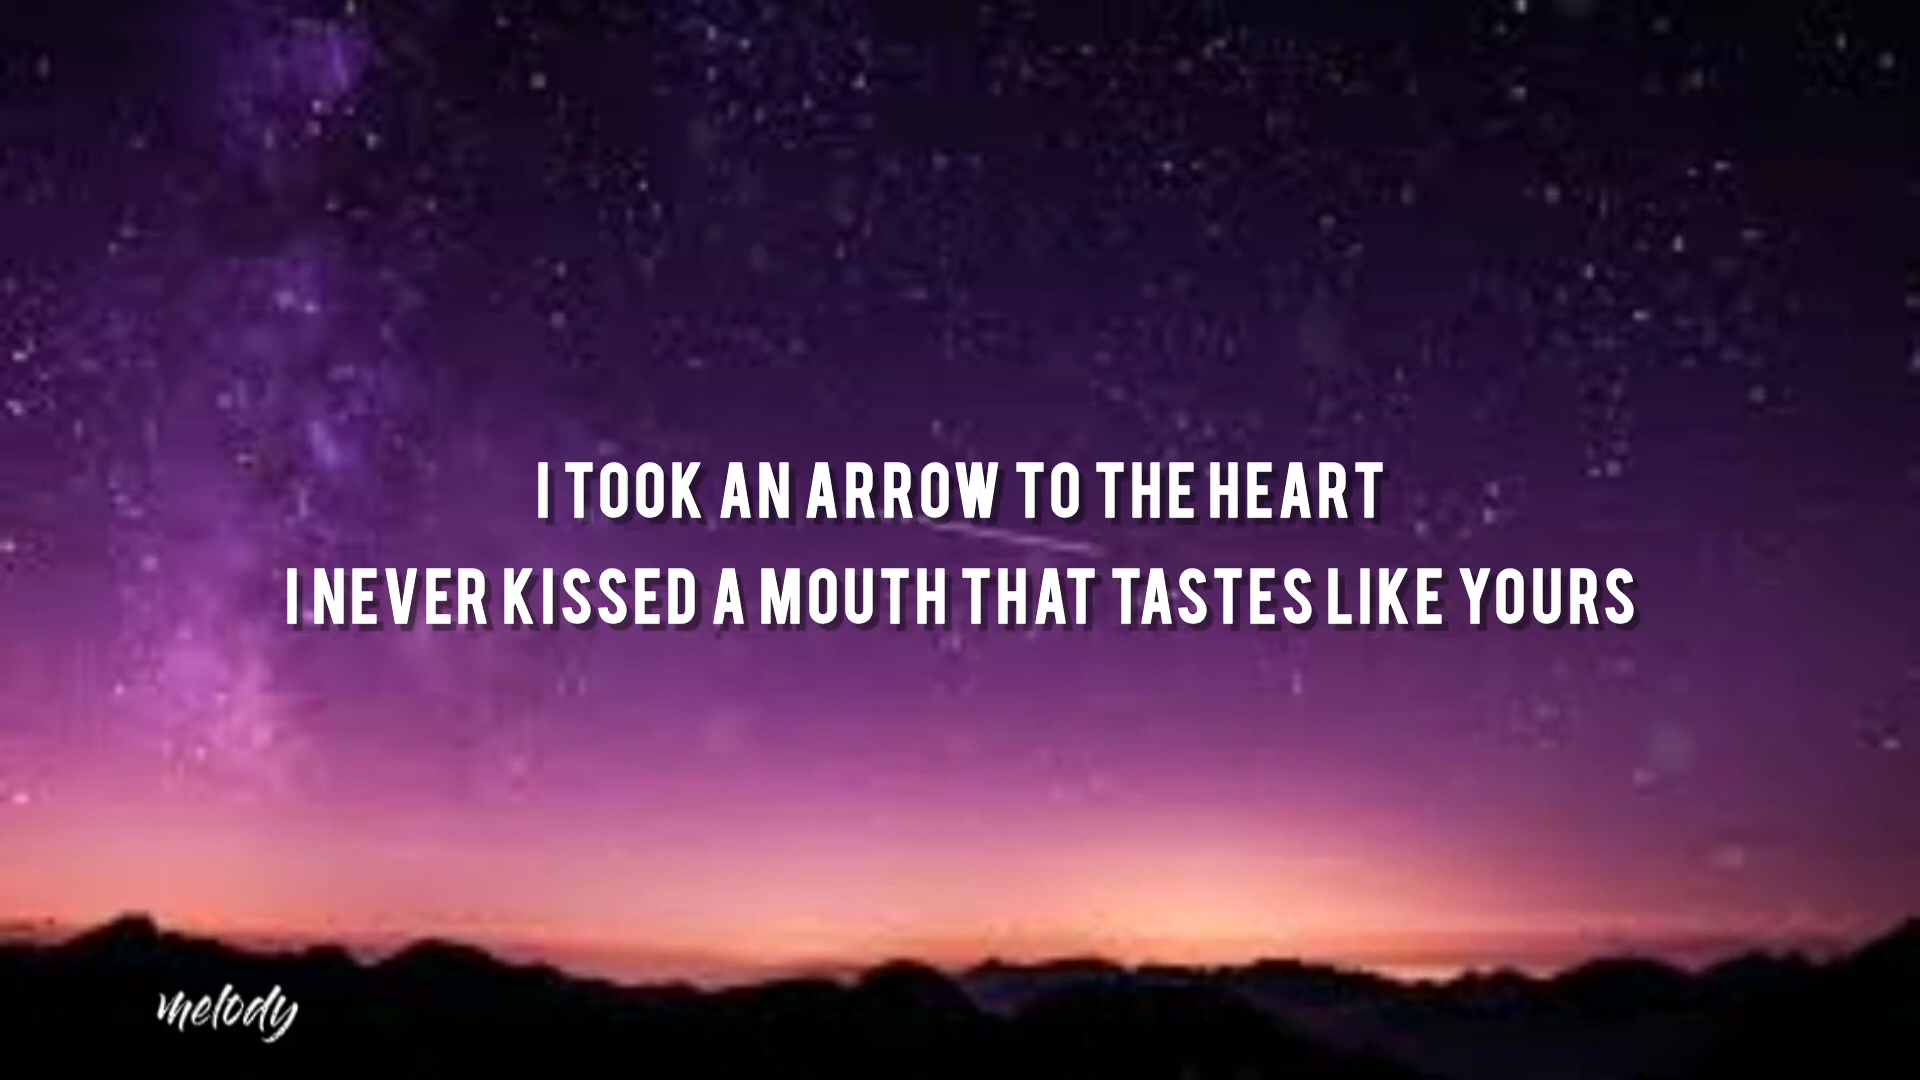 I TOOK AN ARROW TO THE HEART
I NEVER KISSED A MOUTH THAT TASTES LIKE YOURS
melody